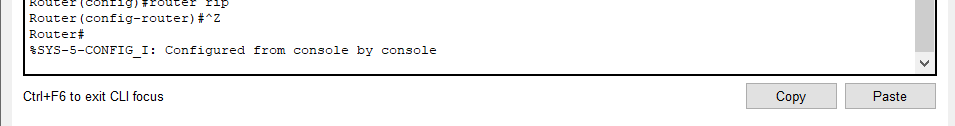 Router(config)#router rip
Router(config-router)#^Z
Router#
%SYS-5-CONFIG_I: Configured from console by console
Ctrl+F6 to exit CLI focus
Copy
Paste